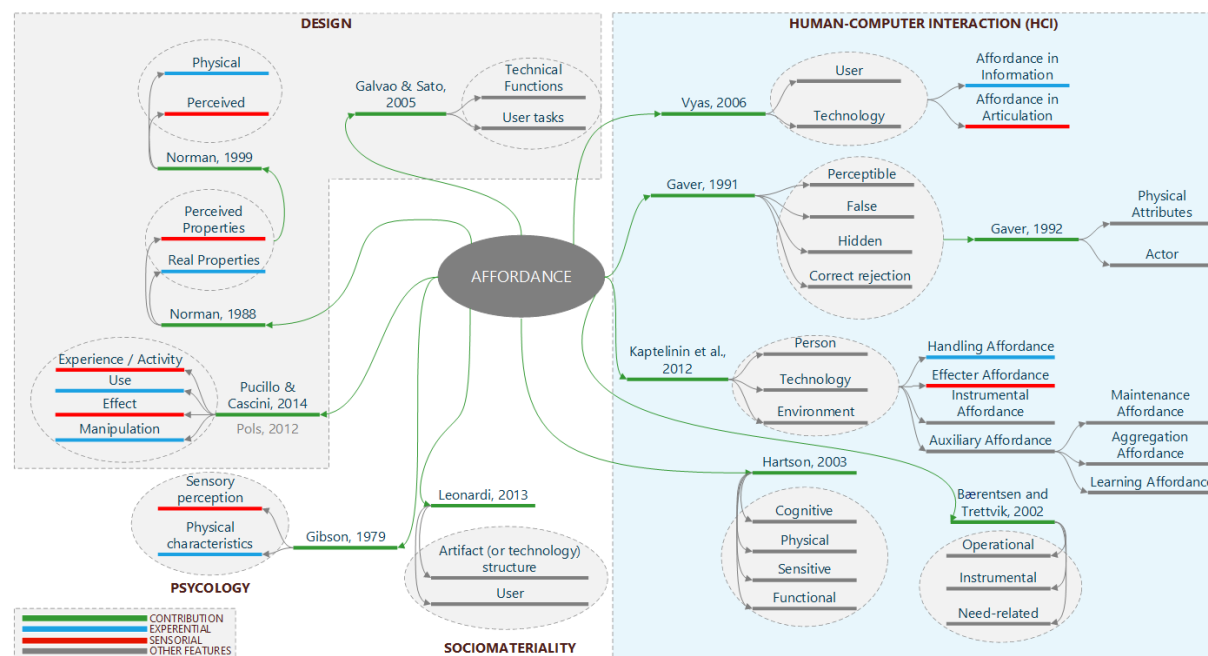 DESIGN
Physical
Perceived
Norman, 1999
Perceived
Properties
Real Properties
Norman, 1988
Galvao & Sato,
2005
Technical
Functions
User tasks
Experience / Activity
Use
Effect
Manipulation
Pucillo &
Cascini, 2014
Pols, 2012
AFFORDANCE
HUMAN-COMPUTER INTERACTION (HCI)
Vyas, 2006
User
Technology
Affordance in
Information
Affordance in
Articulation
Gaver, 1991
Perceptible
False
Hidden
Correct rejection
Gaver, 1992
Physical
Attributes
Actor
Kaptelinin et al.,
2012
Person
Technology
Environment
Handling Affordance
Effecter Affordance
Instrumental
Affordance
Auxiliary Affordance
Maintenance
Affordance
Aggregation
Affordance
Learning Affordance
Hartson, 2003
Cognitive
Physical
Sensitive
Functional
Bærentsen and
Trettvik, 2002
Operational
Instrumental
Need-related
Sensory
perception
Physical
characteristics
Gibson, 1979
PSYCOLOGY
Leonardi, 2013
Artifact (or technology)
structure
User
SOCIOMATERIALITY
CONTRIBUTION
EXPERENTIAL
SENSORIAL
OTHER FEATURES